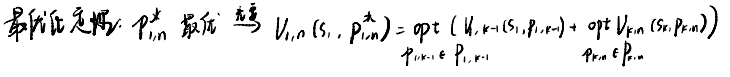 最优性定理: P*₁,ₙ 最优 充要 V₁,ₙ(S₁, P*₁,ₙ) = opt (V₁,ₖ₋₁(S₁,P₁,ₖ₋₁) + opt Vₖ,ₙ(Sₖ,Pₖ,ₙ)) P₁,ₖ₋₁ ∈ P₁,ₖ₋₁ Pₖ,ₙ ∈ Pₖ,ₙ